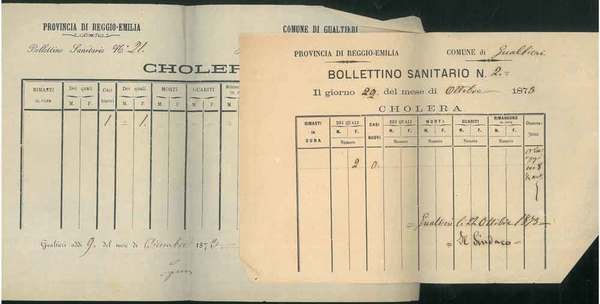 PROVINCIA DI REGGIO-EMILIA
COMUNE DI GUALTIERI
Bollettino Sanitario N.° 21.
CHOLERA
RIMASTI
Dei quali
CASI
Dei quali
MORTI
GUARITI
M. F. M. F. M. F. M. F.
1 – 1
Gualtieri addì 9. del mese di Dicembre 1873
PROVINCIA DI REGGIO-EMILIA
COMUNE di Gualtieri
BOLLETTINO SANITARIO N. 2.=
Il giorno 29 del mese di Ottobre 1873
CHOLERA
RIMASTI
in
CURA
DEI QUALI
CASI
NUOVI
DEI QUALI
MORTI
GUARITI
RIMANGONO
in CURA
M. F. M. F. M. F. M. F. M. F.
Numero Numero Numero Numero Numero
2 0.
Gualtieri li 22 Ottobre 1873
Il Sindaco